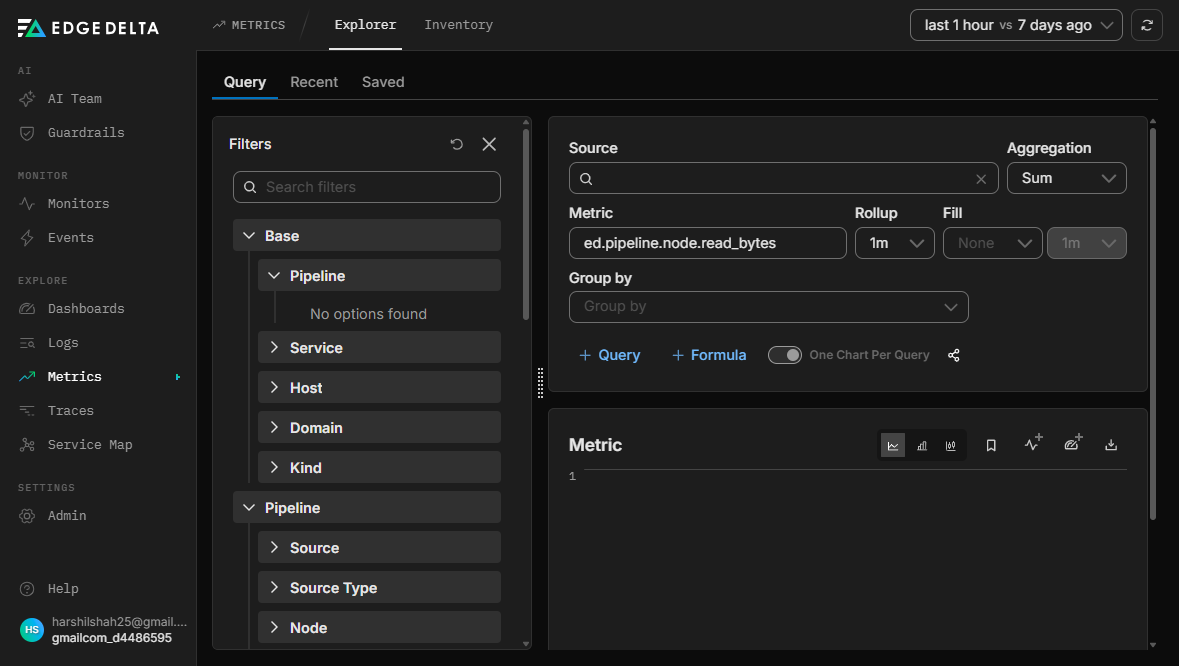 EDGE DELTA
METRICS
Explorer
Inventory
last 1 hour vs 7 days ago
AI
AI Team
Guardrails
MONITOR
Monitors
Events
EXPLORE
Dashboards
Logs
Metrics
Traces
Service Map
SETTINGS
Admin
Help
HS
harshilshah25@gmail....
gmailcom_d4486595
Query
Recent
Saved
Filters
Search filters
Base
Pipeline
No options found
Service
Host
Domain
Kind
Pipeline
Source
Source Type
Node
Source
Aggregation
Sum
Metric
Rollup
Fill
ed.pipeline.node.read_bytes
1m
None
1m
Group by
Group by
+ Query
+ Formula
One Chart Per Query
Metric
1